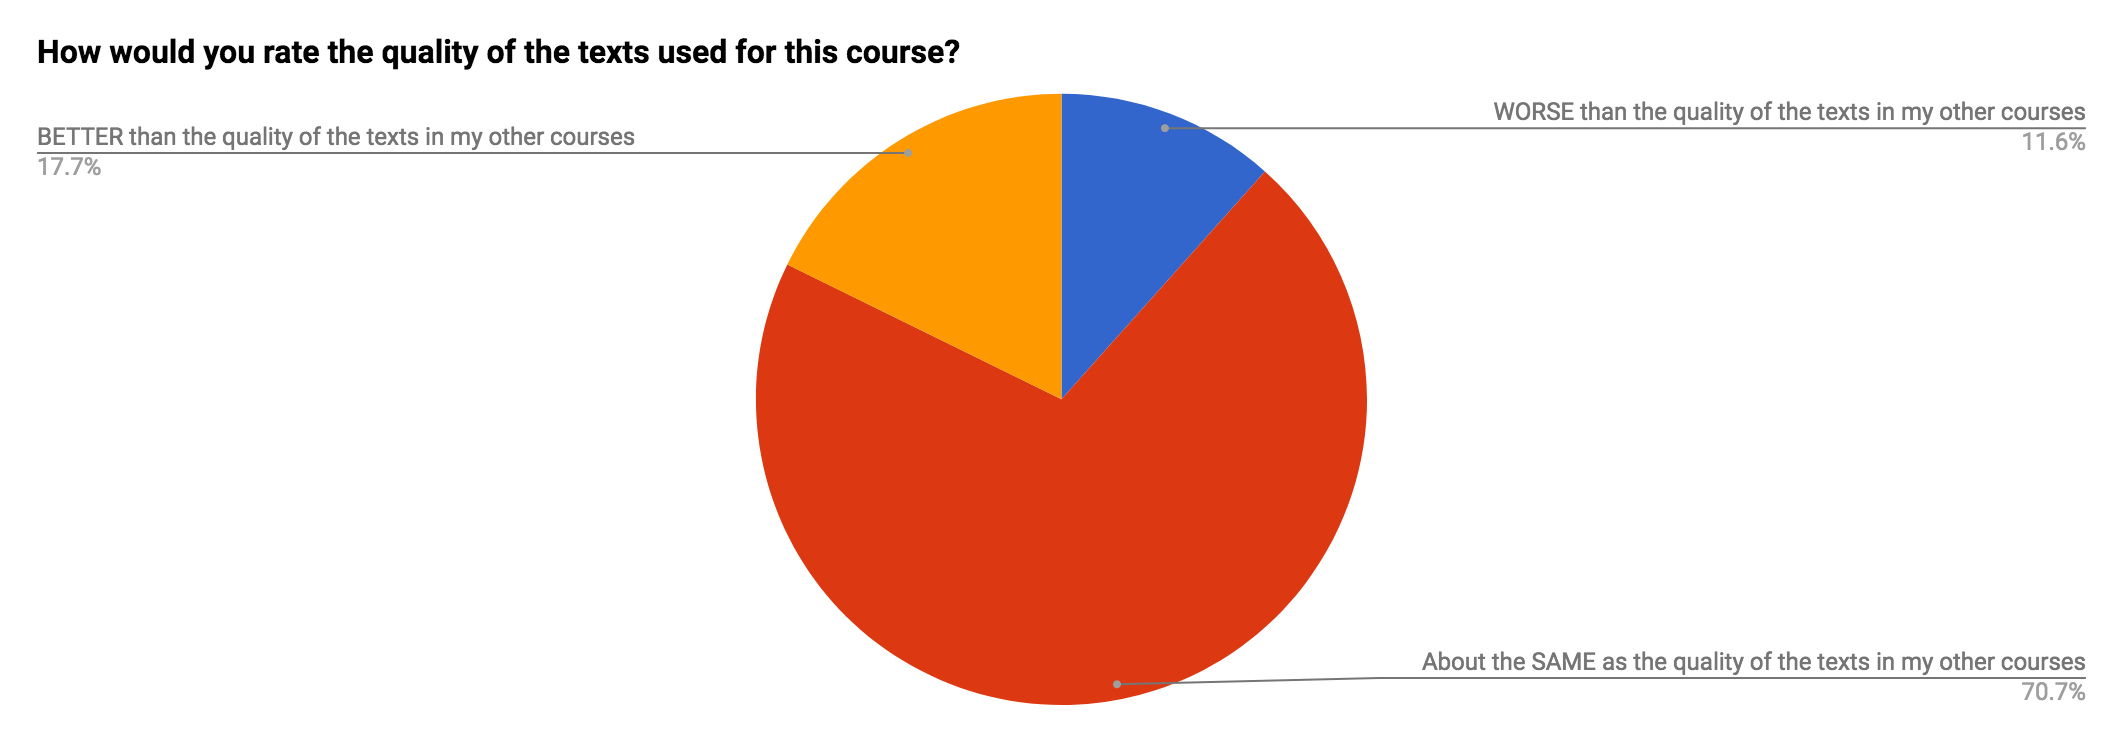 How would you rate the quality of the texts used for this course?
WORSE than the quality of the texts in my other courses
11.6%
BETTER than the quality of the texts in my other courses
17.7%
About the SAME as the quality of the texts in my other courses
70.7%